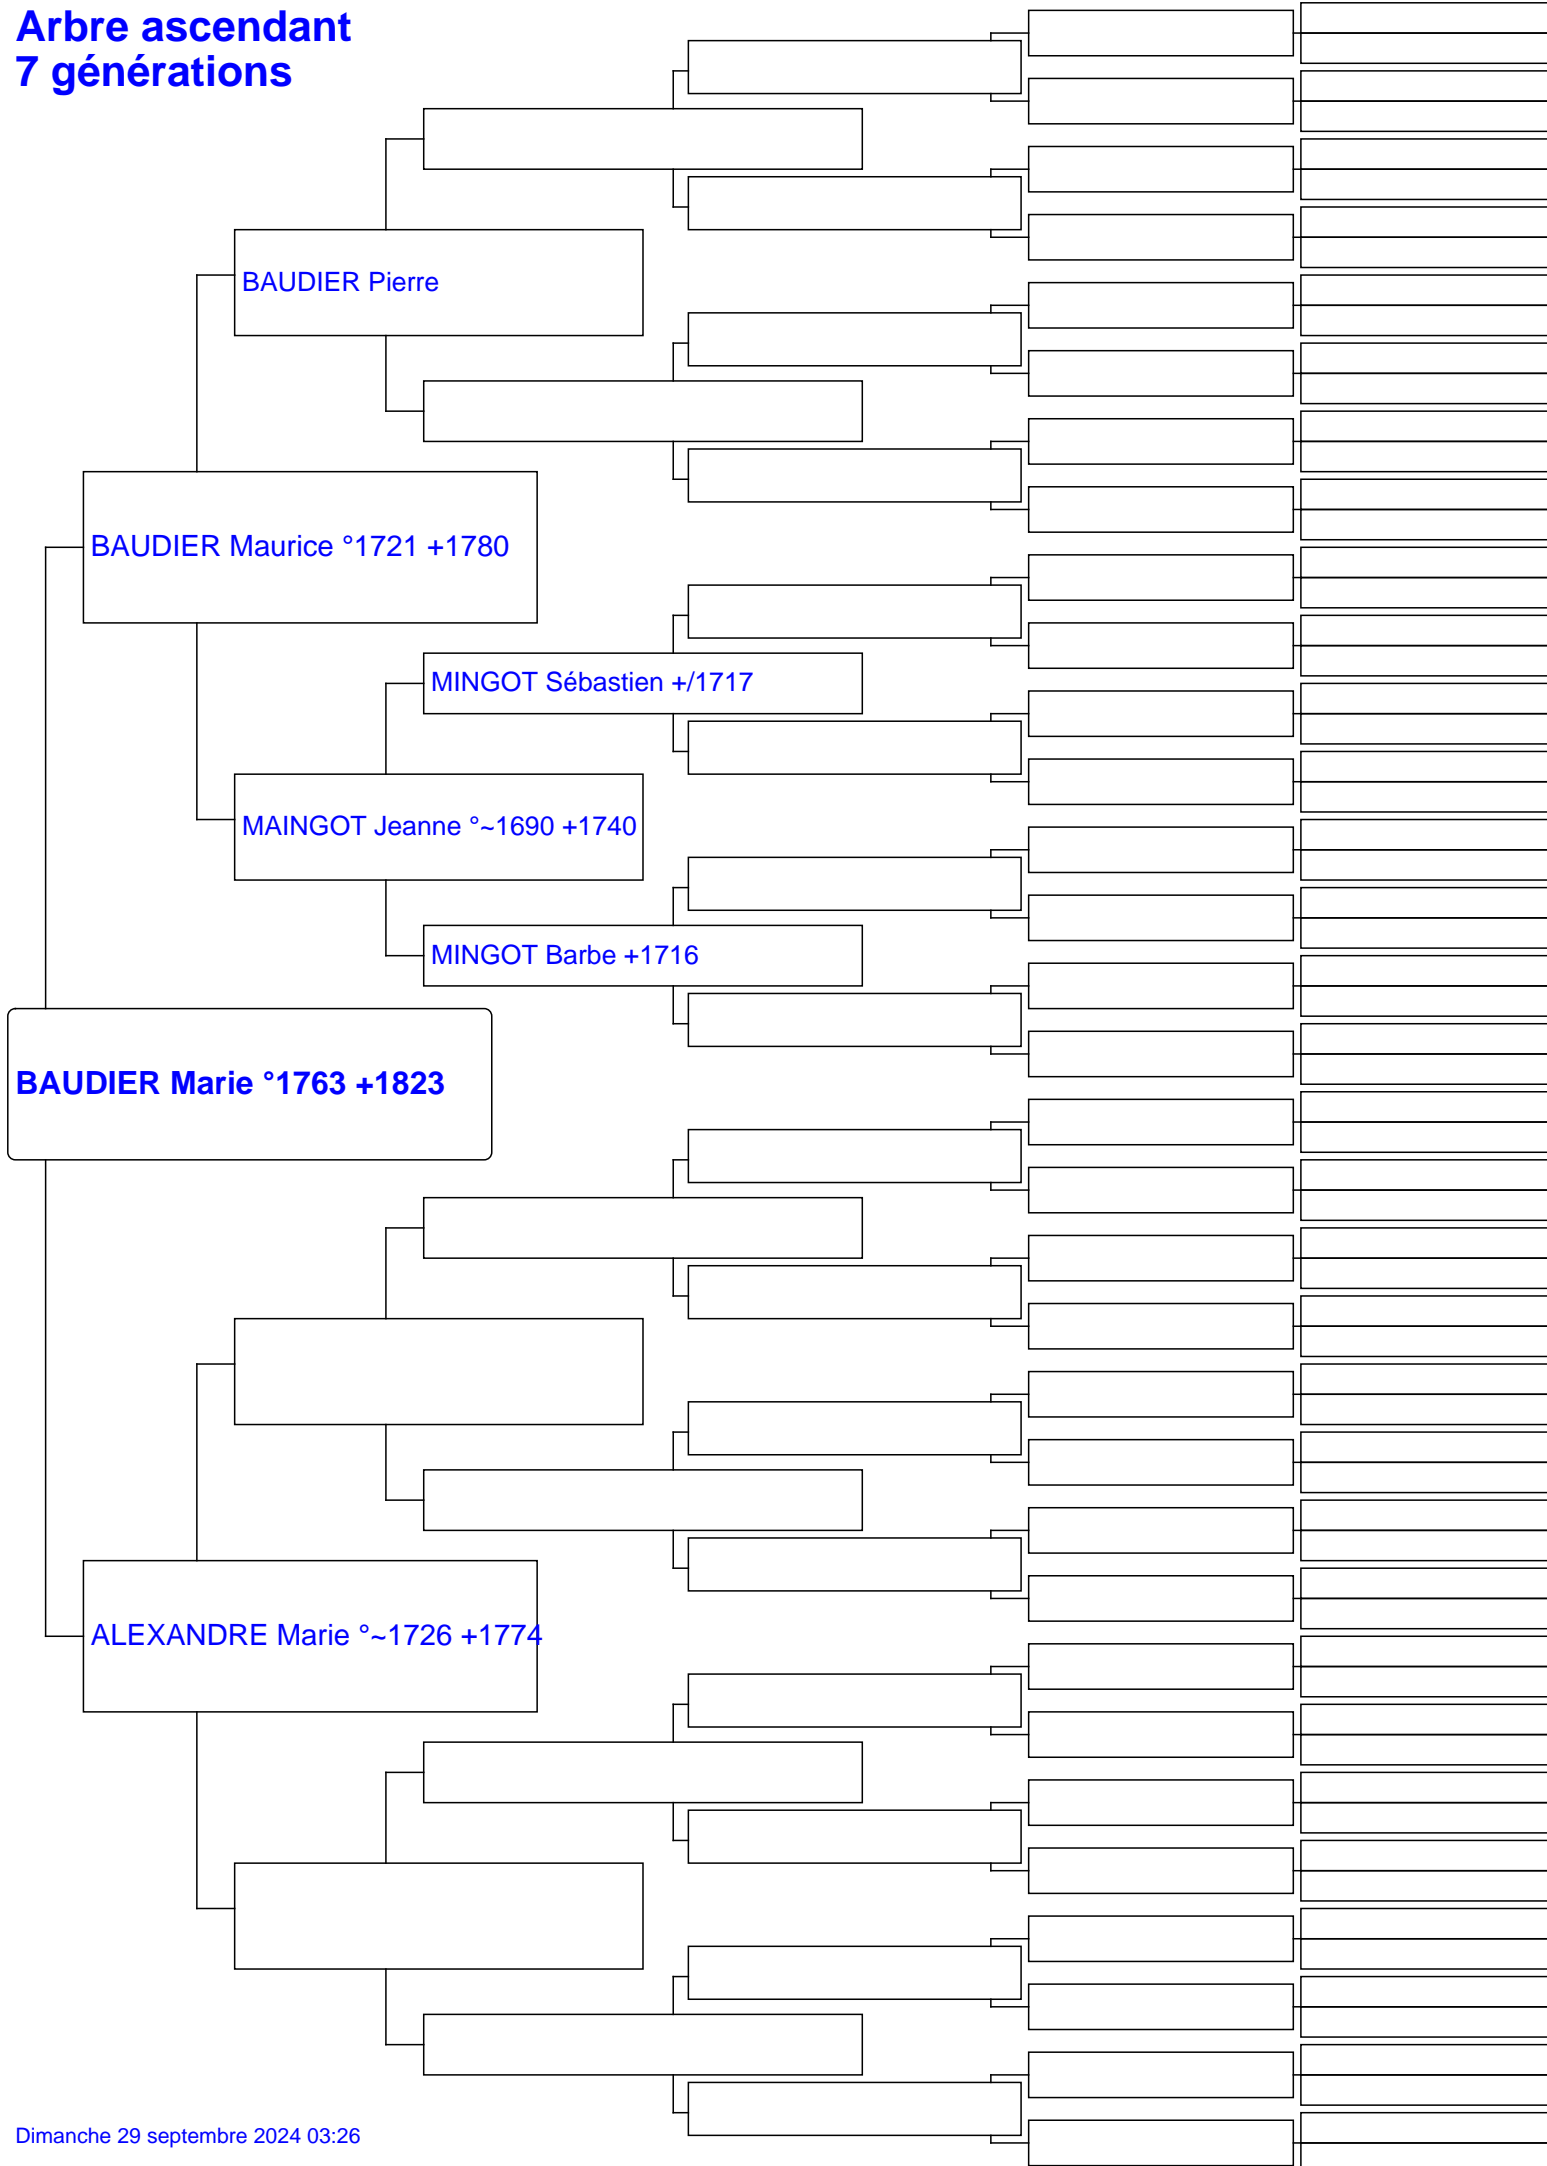 Arbre ascendant
7 générations
BAUDIER Pierre
BAUDIER Maurice °1721 +1780
MINGOT Sébastien +/1717
MAINGOT Jeanne °~1690 +1740
MINGOT Barbe +1716
BAUDIER Marie °1763 +1823
ALEXANDRE Marie °~1726 +1774
Dimanche 29 septembre 2024 03:26